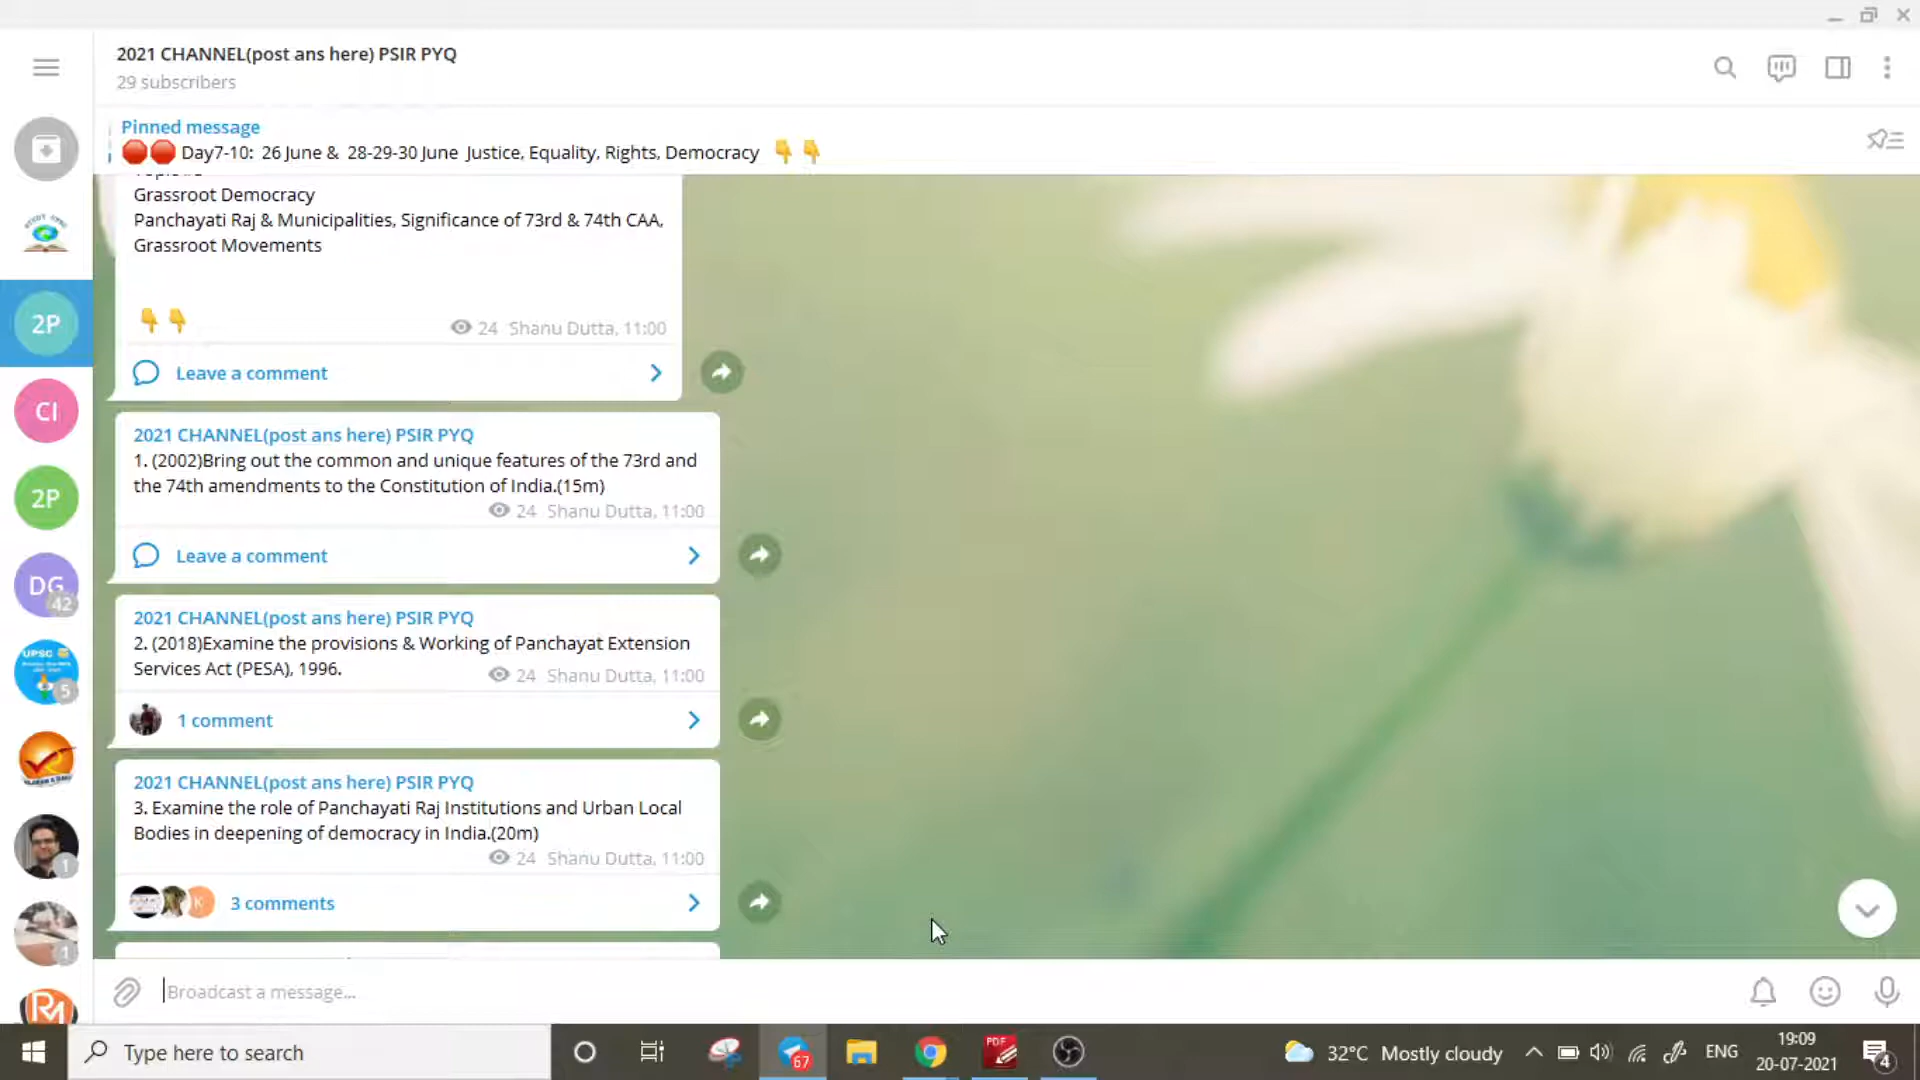 2021 CHANNEL(post ans here) PSIR PYQ
29 subscribers
Pinned message
Day7-10: 26 June & 28-29-30 June Justice, Equality, Rights, Democracy
Grassroot Democracy
Panchayati Raj & Municipalities, Significance of 73rd & 74th CAA,
Grassroot Movements
24 Shanu Dutta, 11:00
Leave a comment
2021 CHANNEL(post ans here) PSIR PYQ
1. (2002)Bring out the common and unique features of the 73rd and
the 74th amendments to the Constitution of India.(15m)
24 Shanu Dutta, 11:00
Leave a comment
2021 CHANNEL(post ans here) PSIR PYQ
2. (2018)Examine the provisions & Working of Panchayat Extension
Services Act (PESA), 1996.
24 Shanu Dutta, 11:00
1 comment
2021 CHANNEL(post ans here) PSIR PYQ
3. Examine the role of Panchayati Raj Institutions and Urban Local
Bodies in deepening of democracy in India.(20m)
24 Shanu Dutta, 11:00
K
3 comments
Broadcast a message...
2P
CI
2P
DG
42
UPSC
5
1
1
RM
Type here to search
67
PDF
32°C Mostly cloudy
ENG
19:09
20-07-2021
4